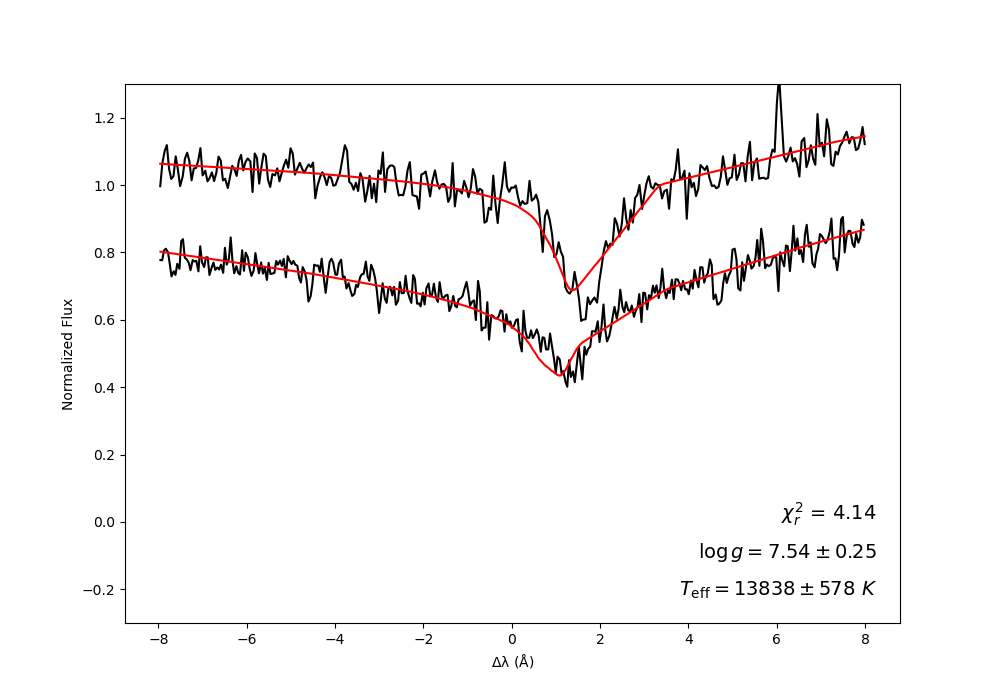 1.2
1.0
0.8
0.6
0.4
0.2
0.0
−0.2
Normalized Flux
χ²ᵣ = 4.14
log g = 7.54 ± 0.25
T_eff = 13838 ± 578 K
−8 −6 −4 −2 0 2 4 6 8
Δλ (Å)